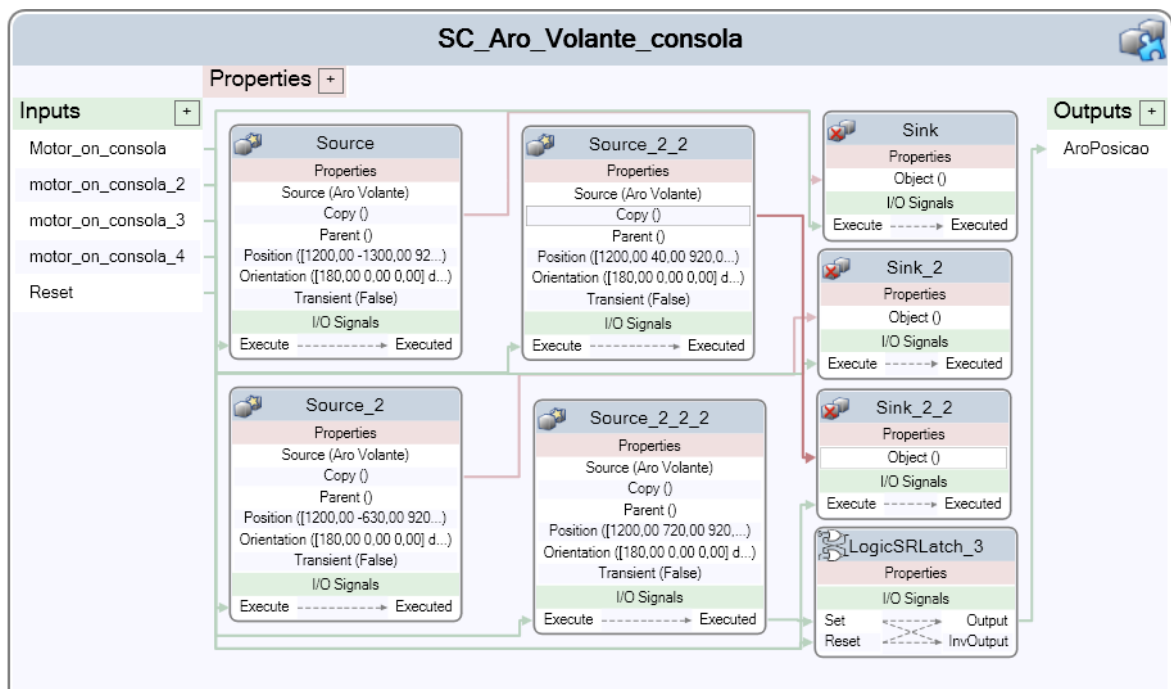 SC_Aro_Volante_consola
Properties +
Inputs +
Motor_on_consola
motor_on_consola_2
motor_on_consola_3
motor_on_consola_4
Reset
Source
Properties
Source (Aro Volante)
Copy ()
Parent ()
Position ([1200,00 -1300,00 92...)
Orientation ([180,00 0,00 0,00] d...)
Transient (False)
I/O Signals
Execute Executed
Source_2_2
Properties
Source (Aro Volante)
Copy ()
Parent ()
Position ([1200,00 40,00 920,0...)
Orientation ([180,00 0,00 0,00] d...)
Transient (False)
I/O Signals
Execute Executed
Sink
Properties
Object ()
I/O Signals
Execute Executed
Outputs +
AroPosicao
Sink_2
Properties
Object ()
I/O Signals
Execute Executed
Source_2
Properties
Source (Aro Volante)
Copy ()
Parent ()
Position ([1200,00 -630,00 920...)
Orientation ([180,00 0,00 0,00] d...)
Transient (False)
I/O Signals
Execute Executed
Source_2_2_2
Properties
Source (Aro Volante)
Copy ()
Parent ()
Position ([1200,00 720,00 920,...)
Orientation ([180,00 0,00 0,00] d...)
Transient (False)
I/O Signals
Execute Executed
Sink_2_2
Properties
Object ()
I/O Signals
Execute Executed
LogicSRLatch_3
Properties
I/O Signals
Set Output
Reset InvOutput